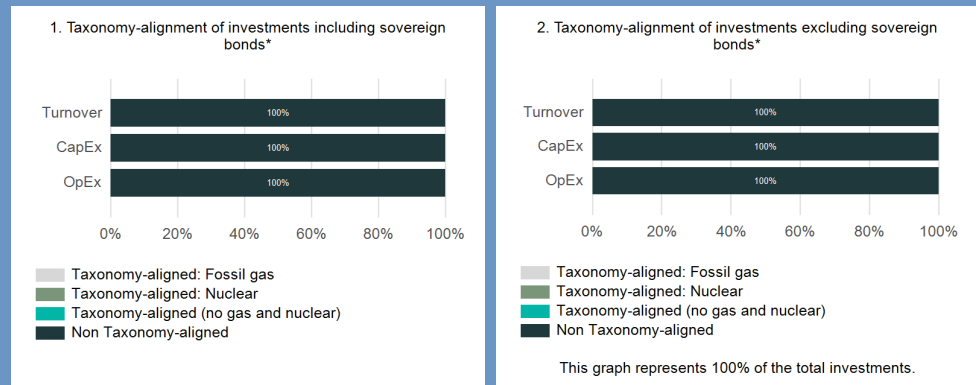 1. Taxonomy-alignment of investments including sovereign
bonds*
Turnover
100%
CapEx
100%
OpEx
100%
0% 20% 40% 60% 80% 100%
Taxonomy-aligned: Fossil gas
Taxonomy-aligned: Nuclear
Taxonomy-aligned (no gas and nuclear)
Non Taxonomy-aligned
2. Taxonomy-alignment of investments excluding sovereign
bonds*
Turnover
100%
CapEx
100%
OpEx
100%
0% 20% 40% 60% 80% 100%
Taxonomy-aligned: Fossil gas
Taxonomy-aligned: Nuclear
Taxonomy-aligned (no gas and nuclear)
Non Taxonomy-aligned
This graph represents 100% of the total investments.